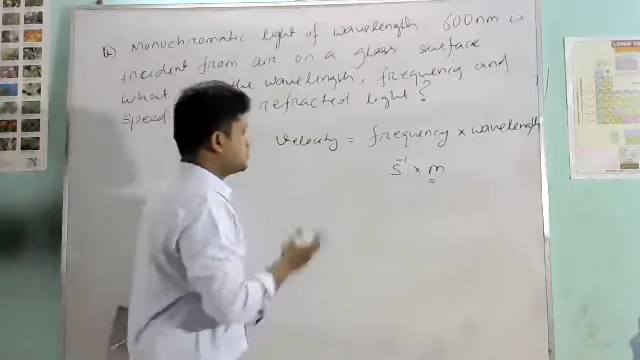 b) Monochromatic light of wavelength 600nm is
incident from air on a glass surface
what the wavelength, frequency and
speed refracted light?
Velocity = frequency × wavelength
s⁻¹ × m